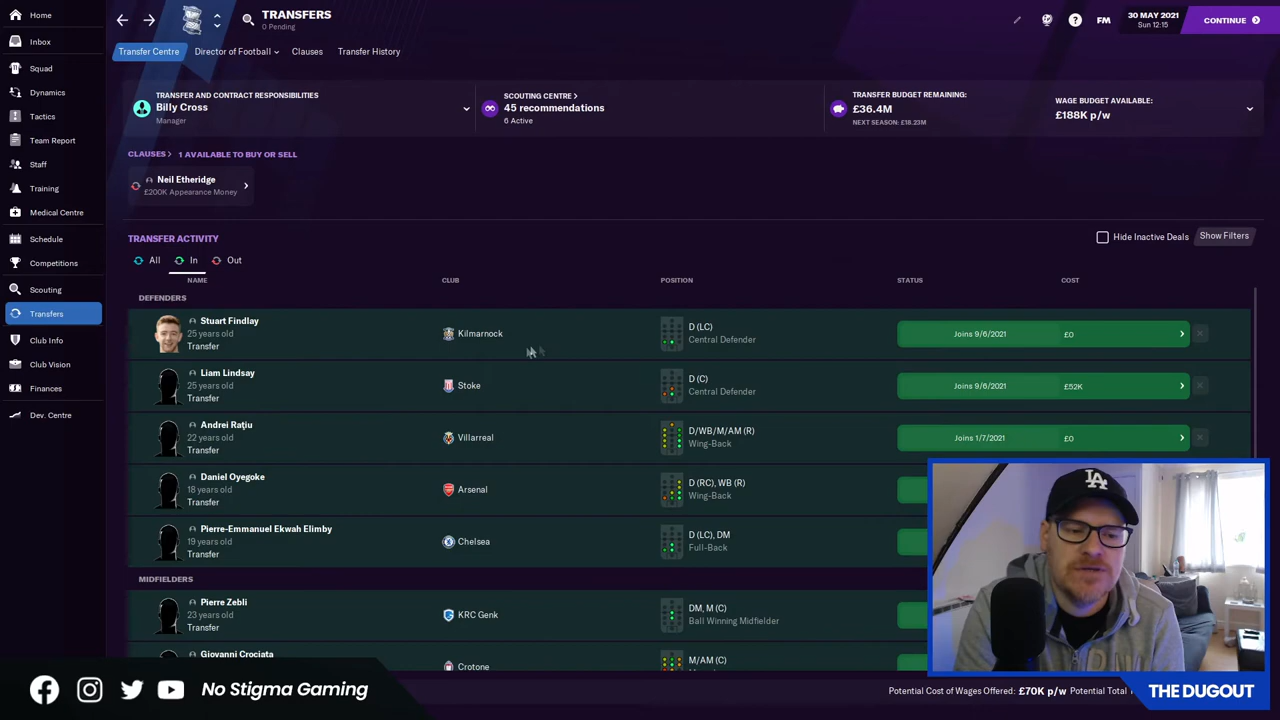 Home
Inbox
Squad
Dynamics
Tactics
Team Report
Staff
Training
Medical Centre
Schedule
Competitions
Scouting
Transfers
Club Info
Club Vision
Finances
Dev. Centre
TRANSFERS
0 Pending
FM
30 MAY 2021
Sun 12:15
CONTINUE
Transfer Centre
Director of Football
Clauses
Transfer History
TRANSFER AND CONTRACT RESPONSIBILITIES
Billy Cross
Manager
SCOUTING CENTRE >
45 recommendations
6 Active
TRANSFER BUDGET REMAINING:
£36.4M
NEXT SEASON: £18.23M
WAGE BUDGET AVAILABLE:
£188K p/w
CLAUSES > 1 AVAILABLE TO BUY OR SELL
Neil Etheridge
£200K Appearance Money
TRANSFER ACTIVITY
Hide Inactive Deals
Show Filters
All
In
Out
NAME CLUB POSITION STATUS COST
DEFENDERS
Stuart Findlay
25 years old
Transfer
Kilmarnock
D (LC)
Central Defender
Joins 9/6/2021 £0
Liam Lindsay
25 years old
Transfer
Stoke
D (C)
Central Defender
Joins 9/6/2021 £52K
Andrei Rațiu
22 years old
Transfer
Villarreal
D/WB/M/AM (R)
Wing-Back
Joins 1/7/2021 £0
Daniel Oyegoke
18 years old
Transfer
Arsenal
D (RC), WB (R)
Wing-Back
Pierre-Emmanuel Ekwah Elimby
19 years old
Transfer
Chelsea
D (LC), DM
Full-Back
MIDFIELDERS
Pierre Zebli
23 years old
Transfer
KRC Genk
DM, M (C)
Ball Winning Midfielder
Giovanni Crociata
Crotone
M/AM (C)
LA
No Stigma Gaming
Potential Cost of Wages Offered: £70K p/w Potential Total
THE DUGOUT